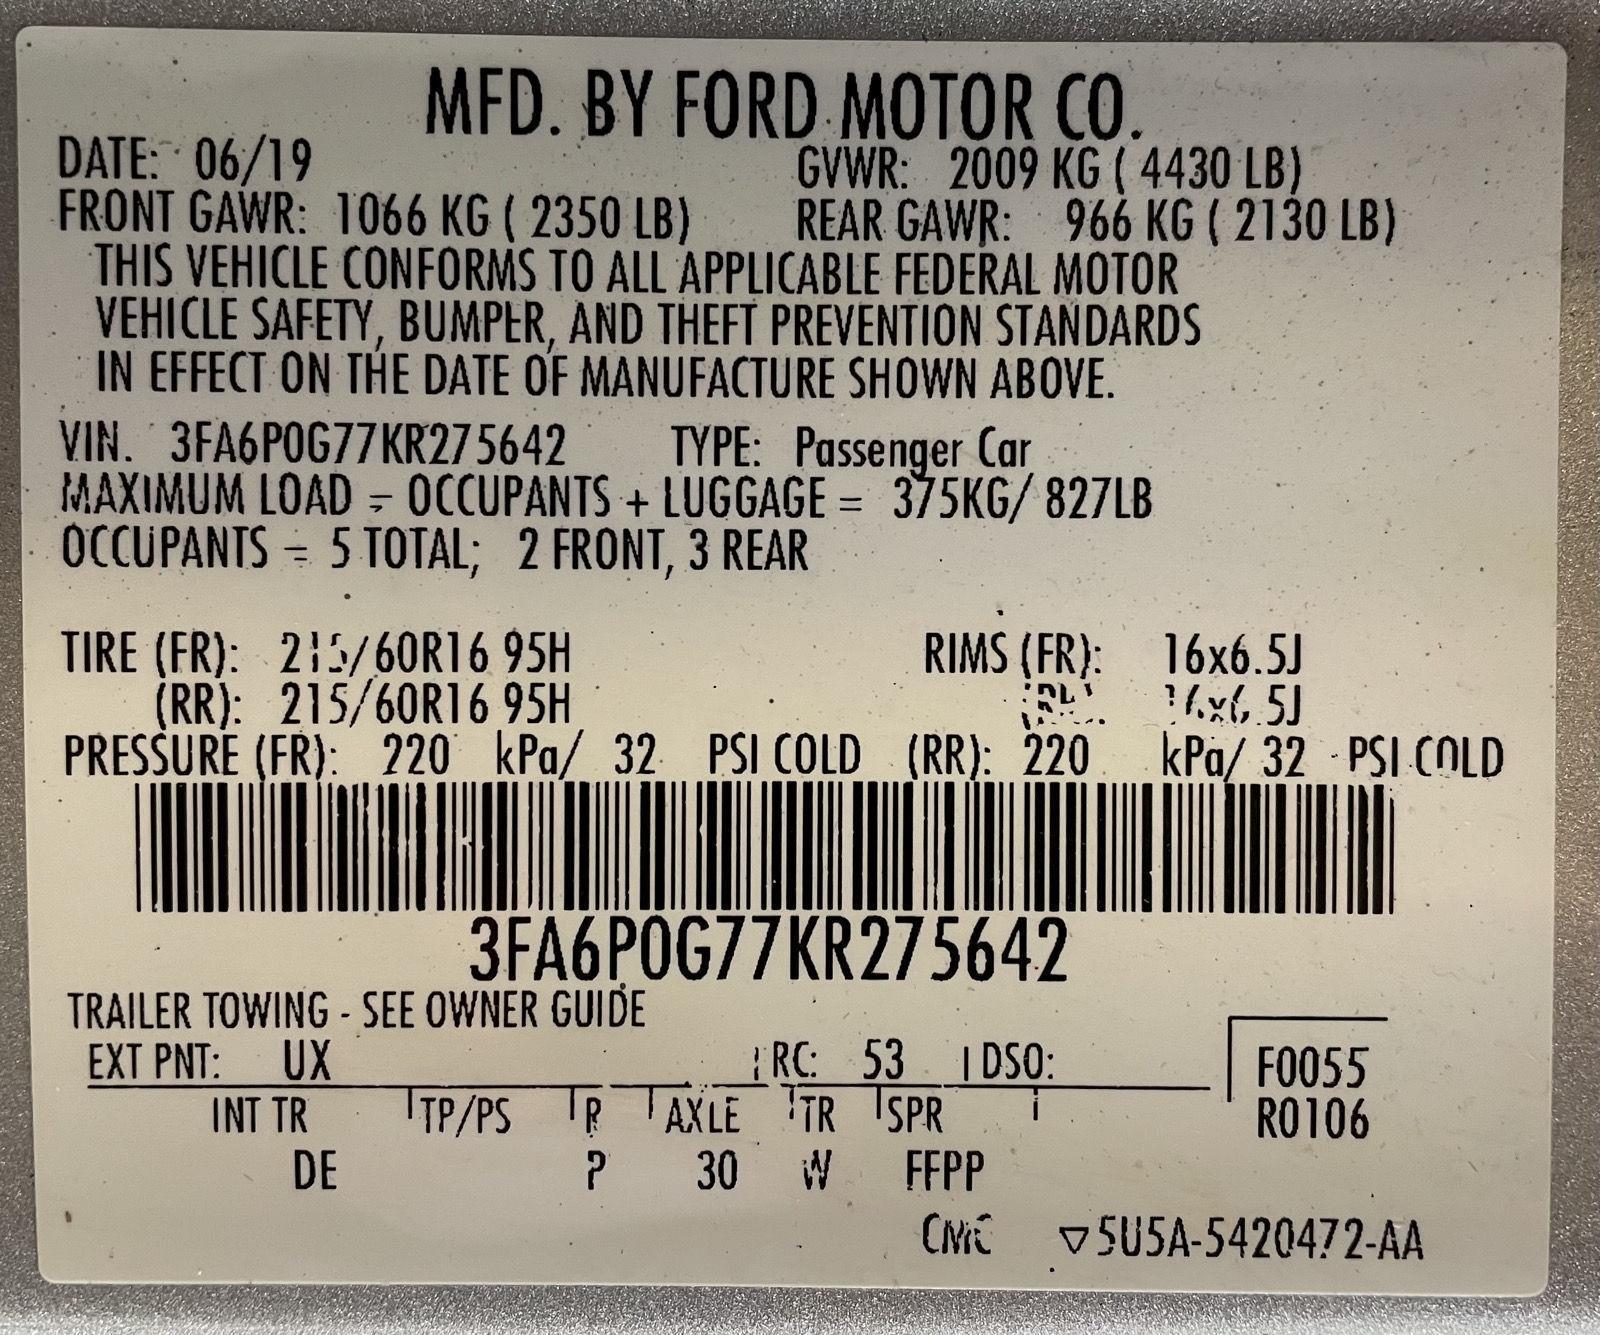 MFD. BY FORD MOTOR CO.
DATE: 06/19 GVWR: 2009 KG ( 4430 LB)
FRONT GAWR: 1066 KG ( 2350 LB) REAR GAWR: 966 KG ( 2130 LB)
THIS VEHICLE CONFORMS TO ALL APPLICABLE FEDERAL MOTOR
VEHICLE SAFETY, BUMPER, AND THEFT PREVENTION STANDARDS
IN EFFECT ON THE DATE OF MANUFACTURE SHOWN ABOVE.
VIN. 3FA6P0G77KR275642 TYPE: Passenger Car
MAXIMUM LOAD = OCCUPANTS + LUGGAGE = 375KG/ 827LB
OCCUPANTS = 5 TOTAL; 2 FRONT, 3 REAR
TIRE (FR): 215/60R16 95H RIMS (FR): 16x6.5J
(RR): 215/60R16 95H (RR): 16x6.5J
PRESSURE (FR): 220 kPa/ 32 PSI COLD (RR): 220 kPa/ 32 PSI COLD
3FA6P0G77KR275642
TRAILER TOWING - SEE OWNER GUIDE
EXT PNT: UX RC: 53 DSO: F0055
INT TR TP/PS R AXLE TR SPR R0106
DE P 30 W FFPP
CMC ▽5U5A-5420472-AA